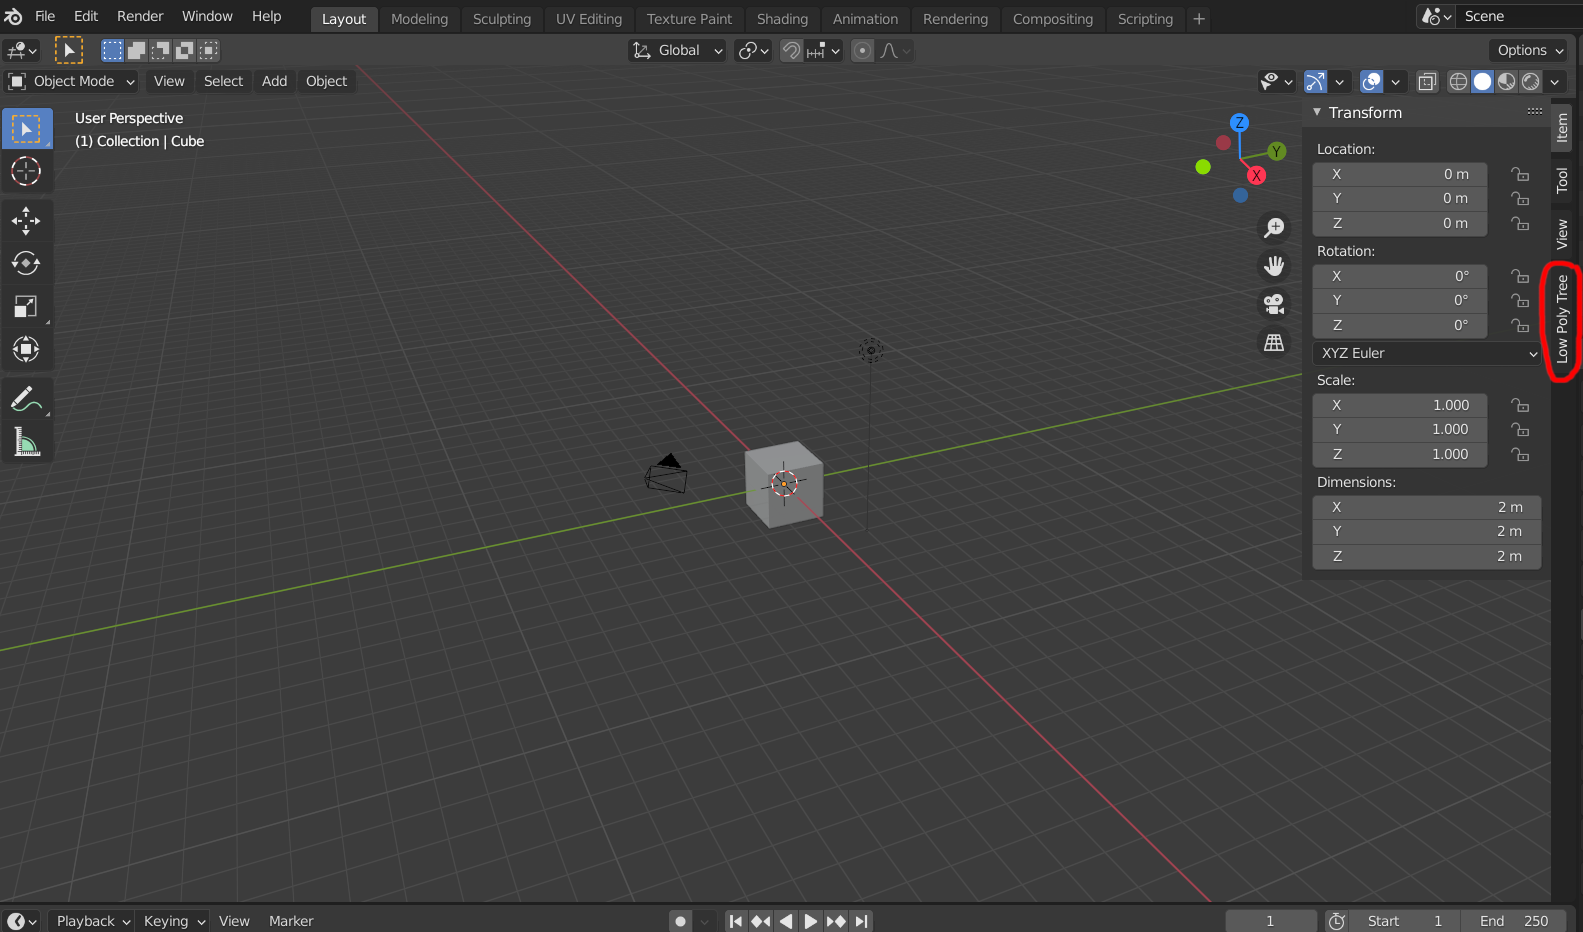 File Edit Render Window Help Layout Modeling Sculpting UV Editing Texture Paint Shading Animation Rendering Compositing Scripting + Scene
Global Options
Object Mode View Select Add Object
User Perspective
(1) Collection | Cube
Z
Y
X
Transform
Location:
X 0 m
Y 0 m
Z 0 m
Rotation:
X 0°
Y 0°
Z 0°
XYZ Euler
Scale:
X 1.000
Y 1.000
Z 1.000
Dimensions:
X 2 m
Y 2 m
Z 2 m
Item
Tool
View
Low Poly Tree
Playback Keying View Marker 1 Start 1 End 250